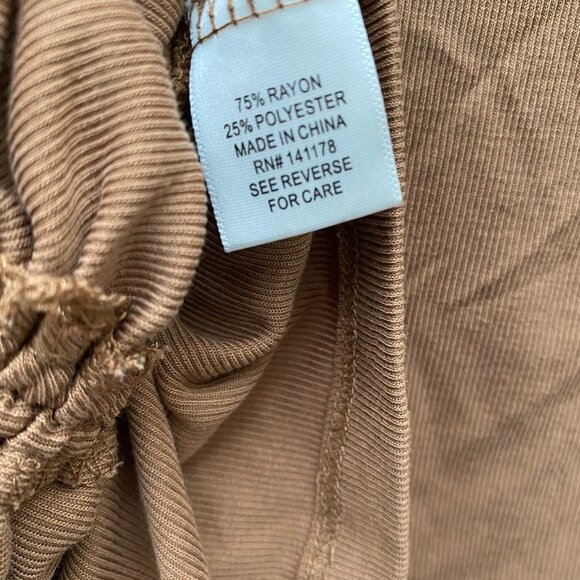 75% RAYON
25% POLYESTER
MADE IN CHINA
RN# 141178
SEE REVERSE
FOR CARE